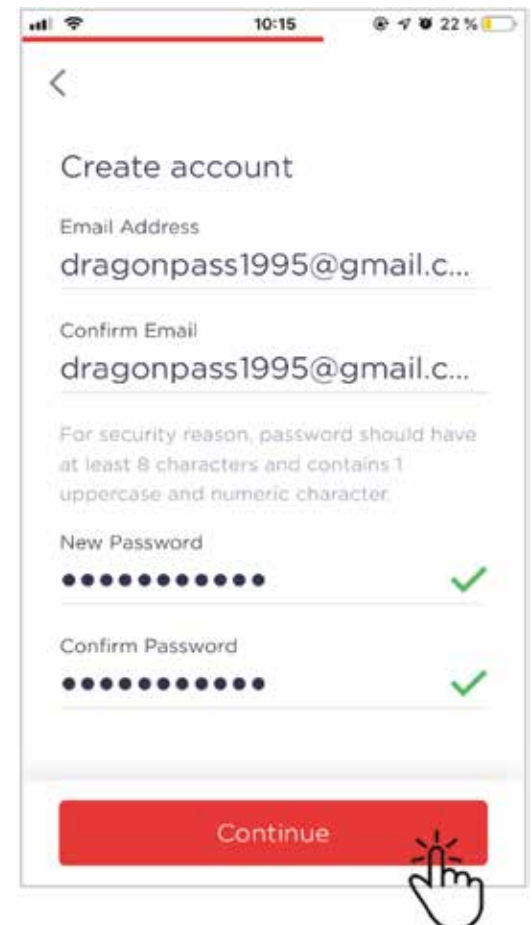 10:15
22 %
Create account
Email Address
dragonpass1995@gmail.c...
Confirm Email
dragonpass1995@gmail.c...
For security reason, password should have
at least 8 characters and contains 1
uppercase and numeric character.
New Password
●●●●●●●●●●●
Confirm Password
●●●●●●●●●●●
Continue